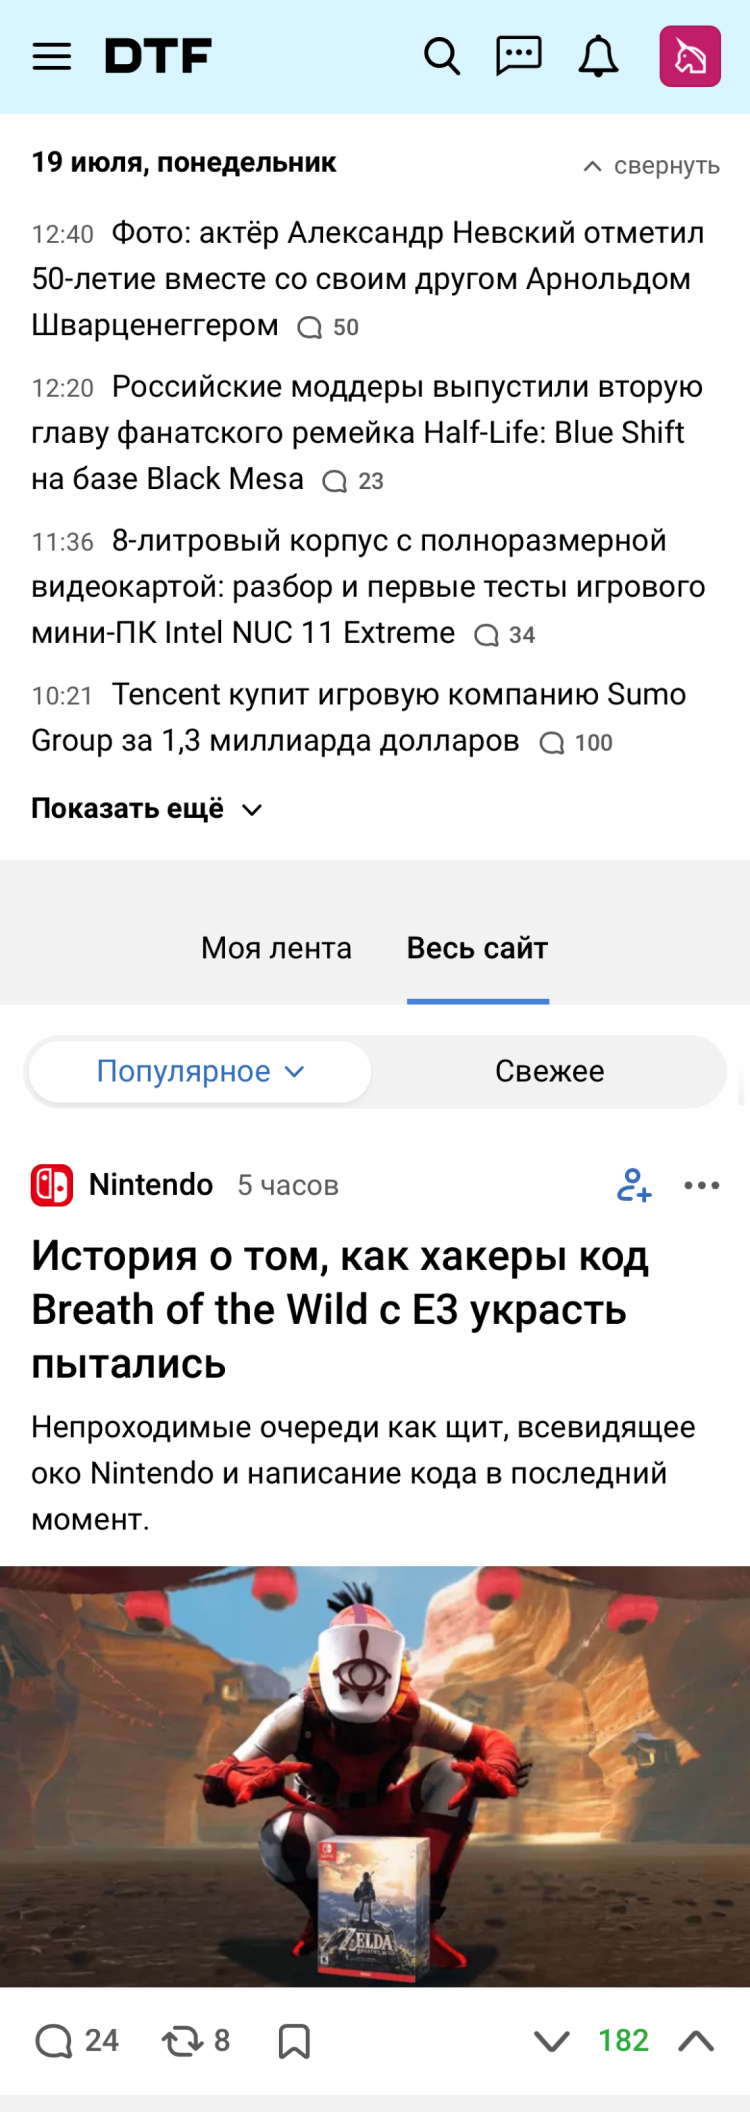 DTF
19 июля, понедельник
свернуть
12:40 Фото: актёр Александр Невский отметил
50-летие вместе со своим другом Арнольдом
Шварценеггером 50
12:20 Российские моддеры выпустили вторую
главу фанатского ремейка Half-Life: Blue Shift
на базе Black Mesa 23
11:36 8-литровый корпус с полноразмерной
видеокартой: разбор и первые тесты игрового
мини-ПК Intel NUC 11 Extreme 34
10:21 Tencent купит игровую компанию Sumo
Group за 1,3 миллиарда долларов 100
Показать ещё
Моя лента Весь сайт
Популярное Свежее
Nintendo 5 часов
История о том, как хакеры код
Breath of the Wild с E3 украсть
пытались
Непроходимые очереди как щит, всевидящее
око Nintendo и написание кода в последний
момент.
ZELDA
24 8 182